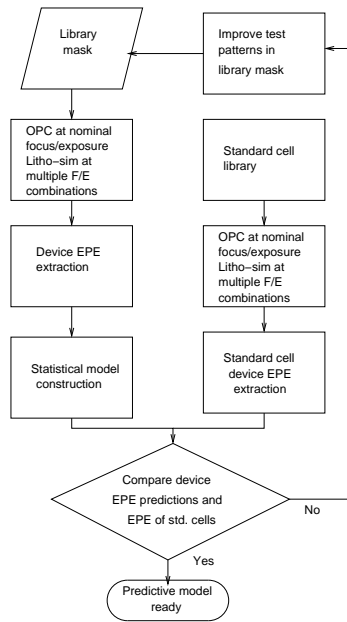 Library
mask
Improve test
patterns in
library mask
OPC at nominal
focus/exposure
Litho−sim at
multiple F/E
combinations
Standard cell
library
Device EPE
extraction
OPC at nominal
focus/exposure
Litho−sim at
multiple F/E
combinations
Statistical model
construction
Standard cell
device EPE
extraction
Compare device
EPE predictions and
EPE of std. cells
No
Yes
Predictive model
ready